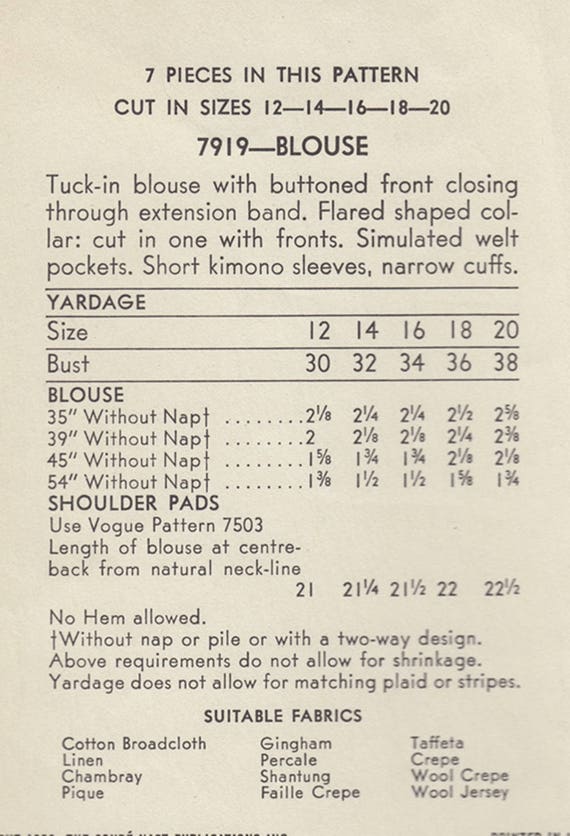 7 PIECES IN THIS PATTERN
CUT IN SIZES 12—14—16—18—20
7919—BLOUSE
Tuck-in blouse with buttoned front closing
through extension band. Flared shaped col-
lar: cut in one with fronts. Simulated welt
pockets. Short kimono sleeves, narrow cuffs.
YARDAGE
Size 12 14 16 18 20
Bust 30 32 34 36 38
BLOUSE
35" Without Nap† ........2⅛ 2¼ 2¼ 2½ 2⅝
39" Without Nap† ........2 2⅛ 2⅛ 2¼ 2⅜
45" Without Nap† ........1⅝ 1¾ 1¾ 2⅛ 2⅛
54" Without Nap† ........1⅜ 1½ 1½ 1⅝ 1¾
SHOULDER PADS
Use Vogue Pattern 7503
Length of blouse at centre-
back from natural neck-line
21 21¼ 21½ 22 22½
No Hem allowed.
†Without nap or pile or with a two-way design.
Above requirements do not allow for shrinkage.
Yardage does not allow for matching plaid or stripes.
SUITABLE FABRICS
Cotton Broadcloth Gingham Taffeta
Linen Percale Crepe
Chambray Shantung Wool Crepe
Pique Faille Crepe Wool Jersey